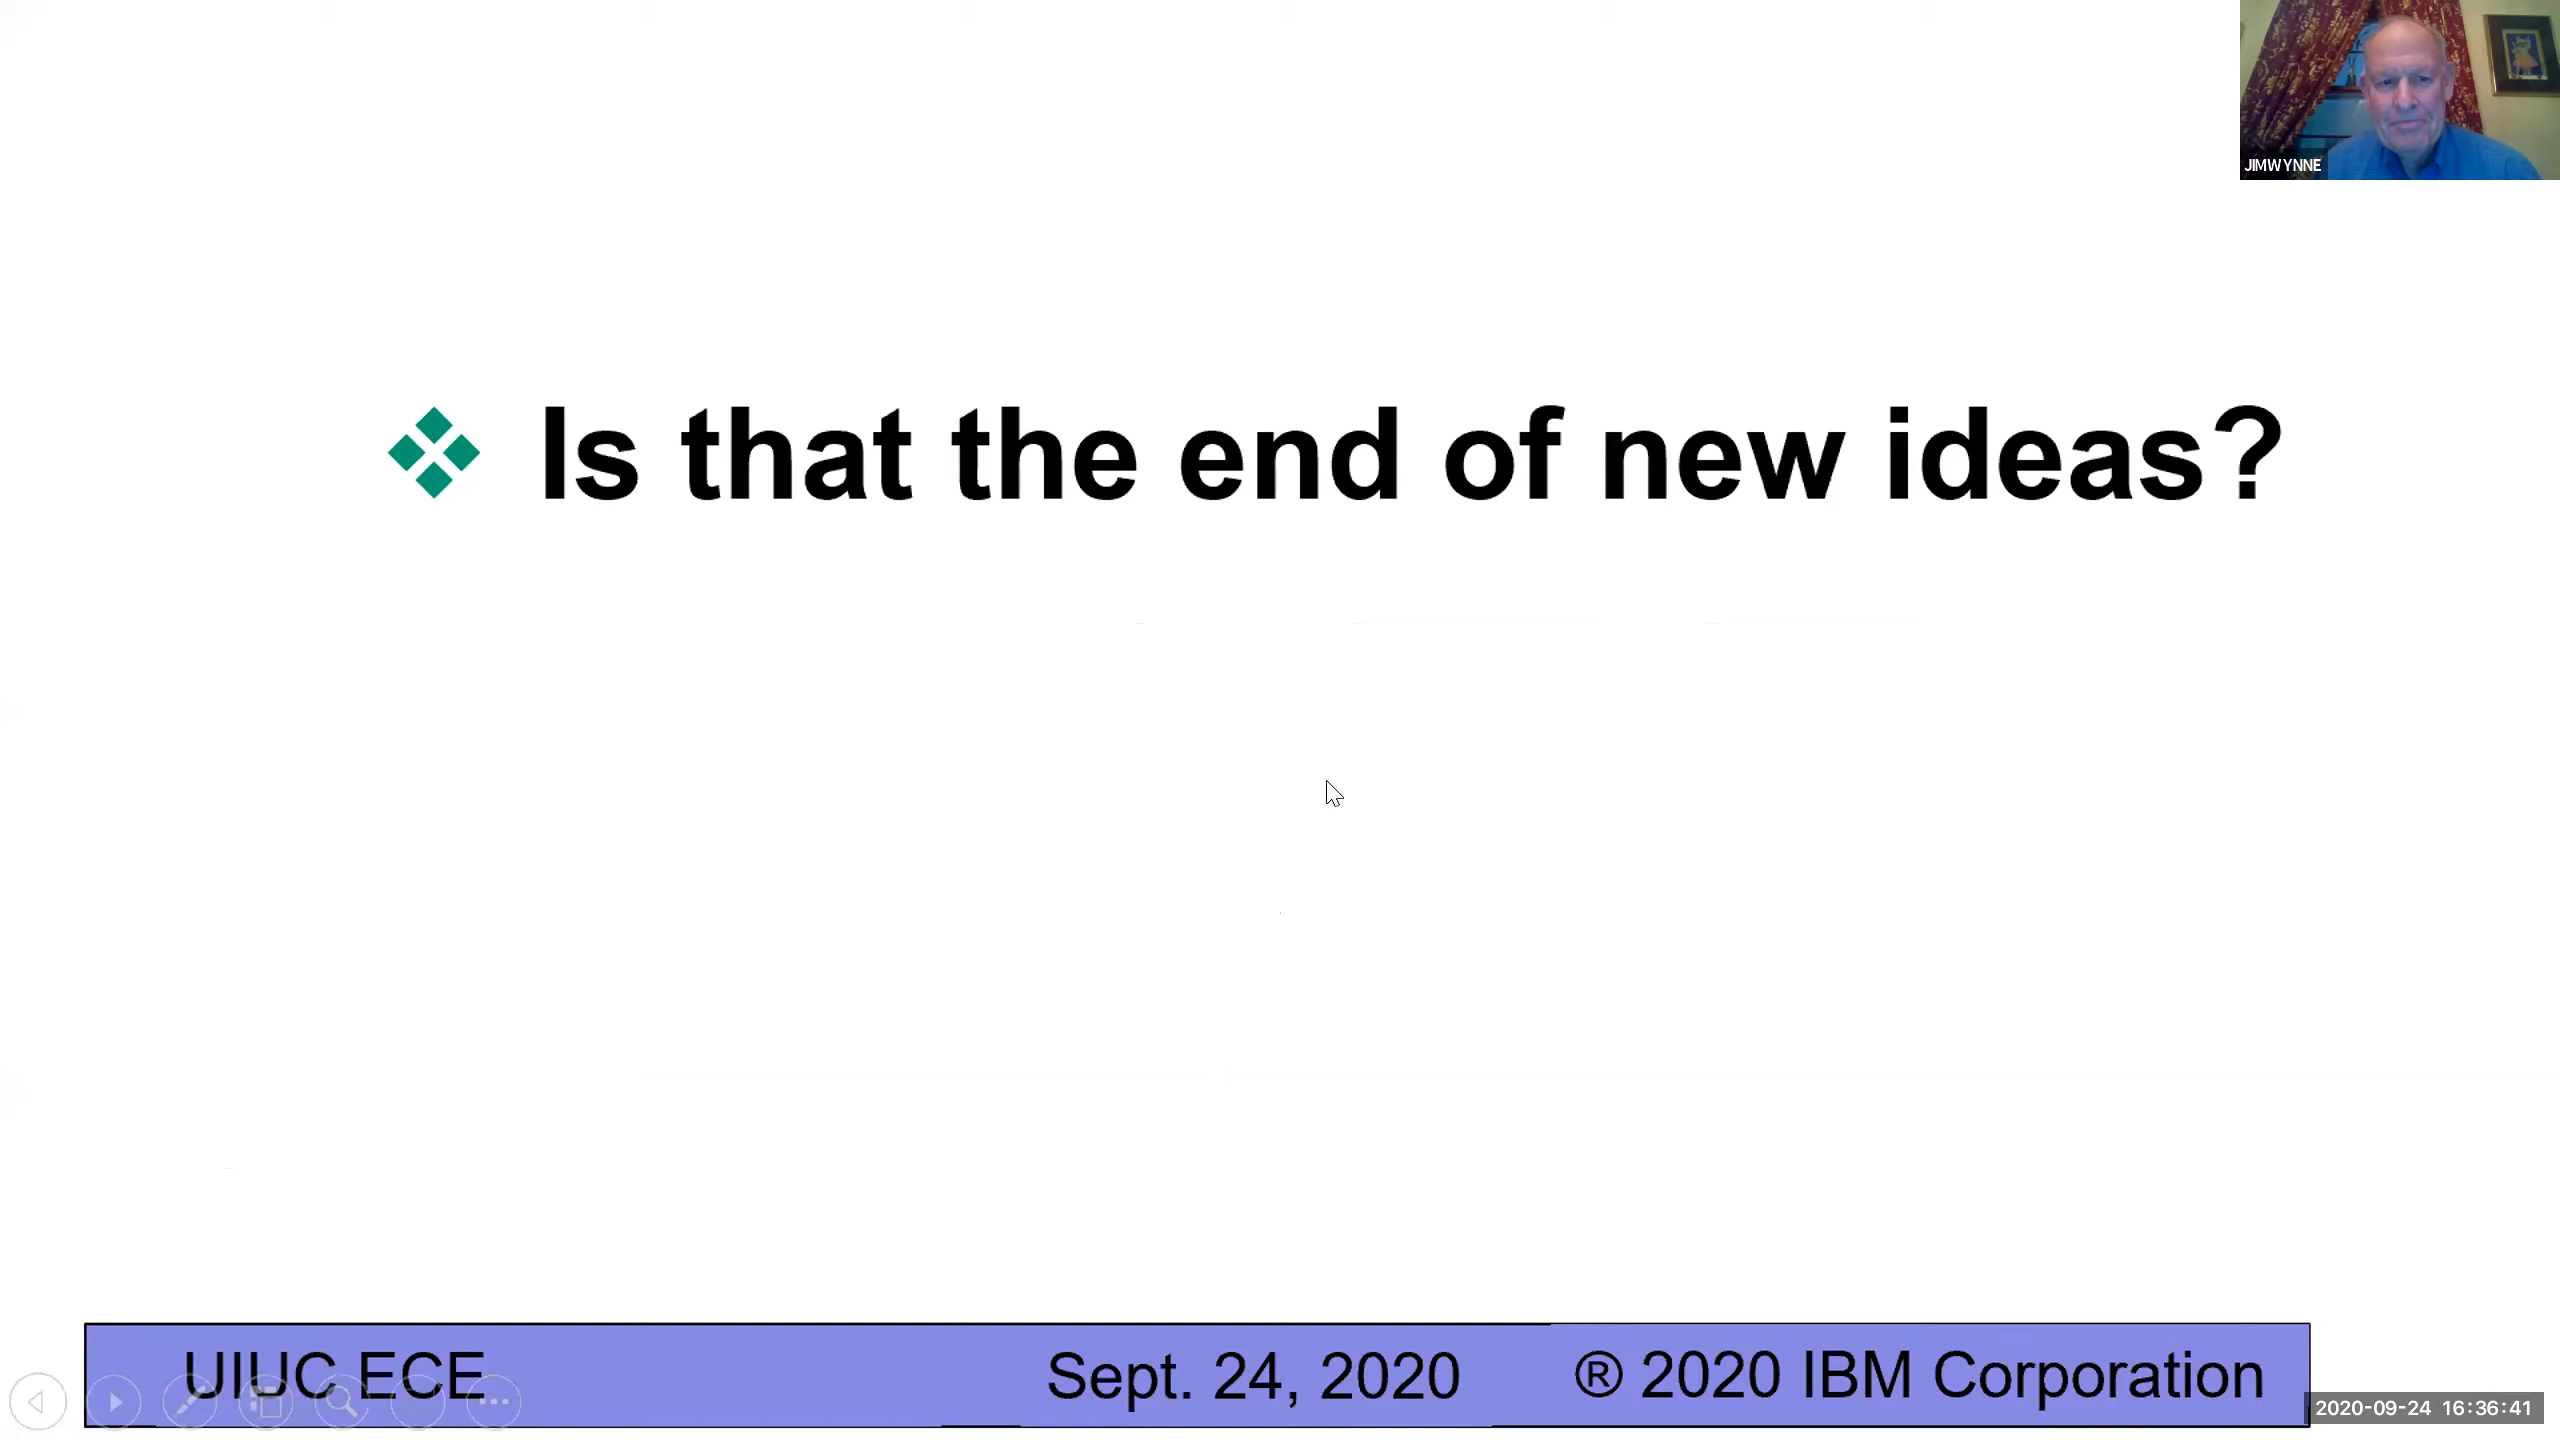 JIMWYNNE
Is that the end of new ideas?
UIUC ECE
Sept. 24, 2020
® 2020 IBM Corporation
2020-09-24 16:36:41